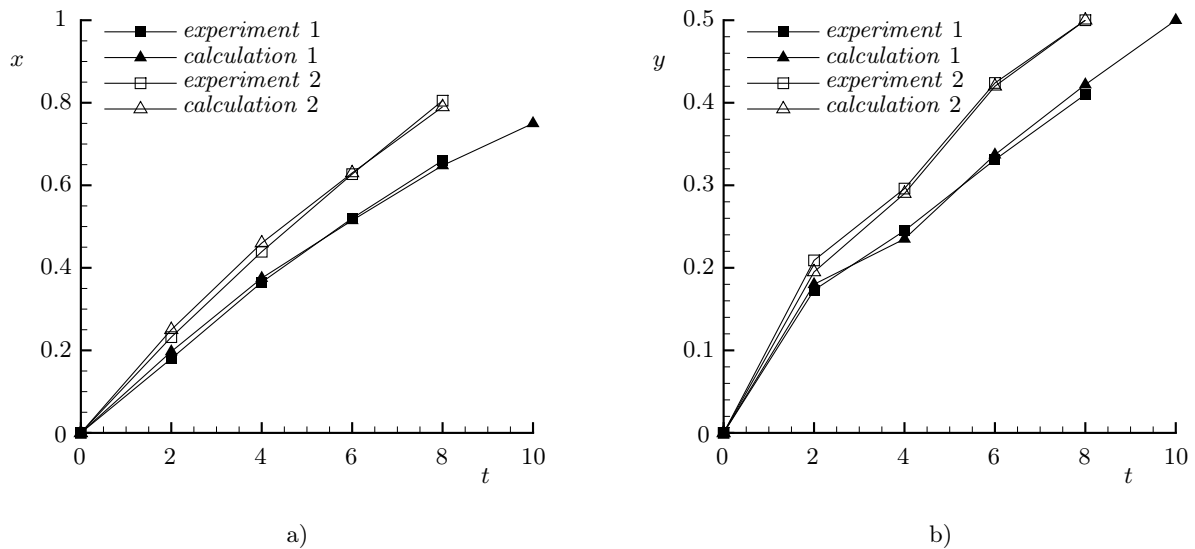 1
0.8
0.6
0.4
0.2
0
x
experiment 1
calculation 1
experiment 2
calculation 2
0 2 4 6 8 10
t
a)
0.5
0.4
0.3
0.2
0.1
0
y
experiment 1
calculation 1
experiment 2
calculation 2
0 2 4 6 8 10
t
b)